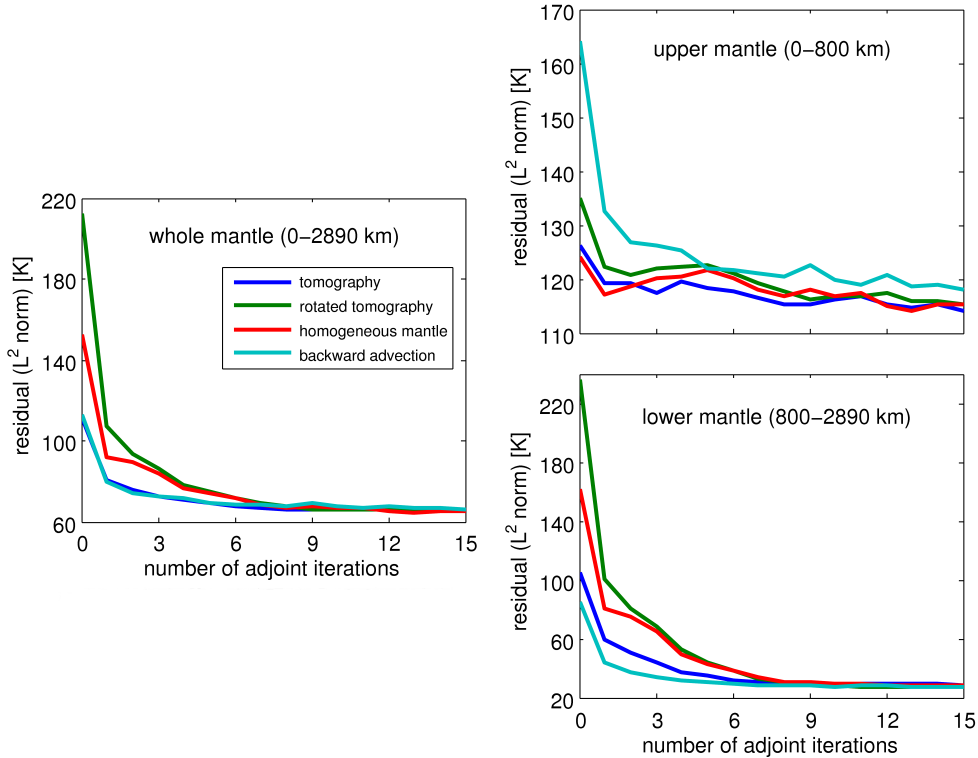 220
180
140
100
60
0
3
6
9
12
15
residual (L² norm) [K]
number of adjoint iterations
whole mantle (0−2890 km)
tomography
rotated tomography
homogeneous mantle
backward advection
170
160
150
140
130
120
110
residual (L² norm) [K]
upper mantle (0−800 km)
220
180
140
100
60
20
0
3
6
9
12
15
residual (L² norm) [K]
number of adjoint iterations
lower mantle (800−2890 km)